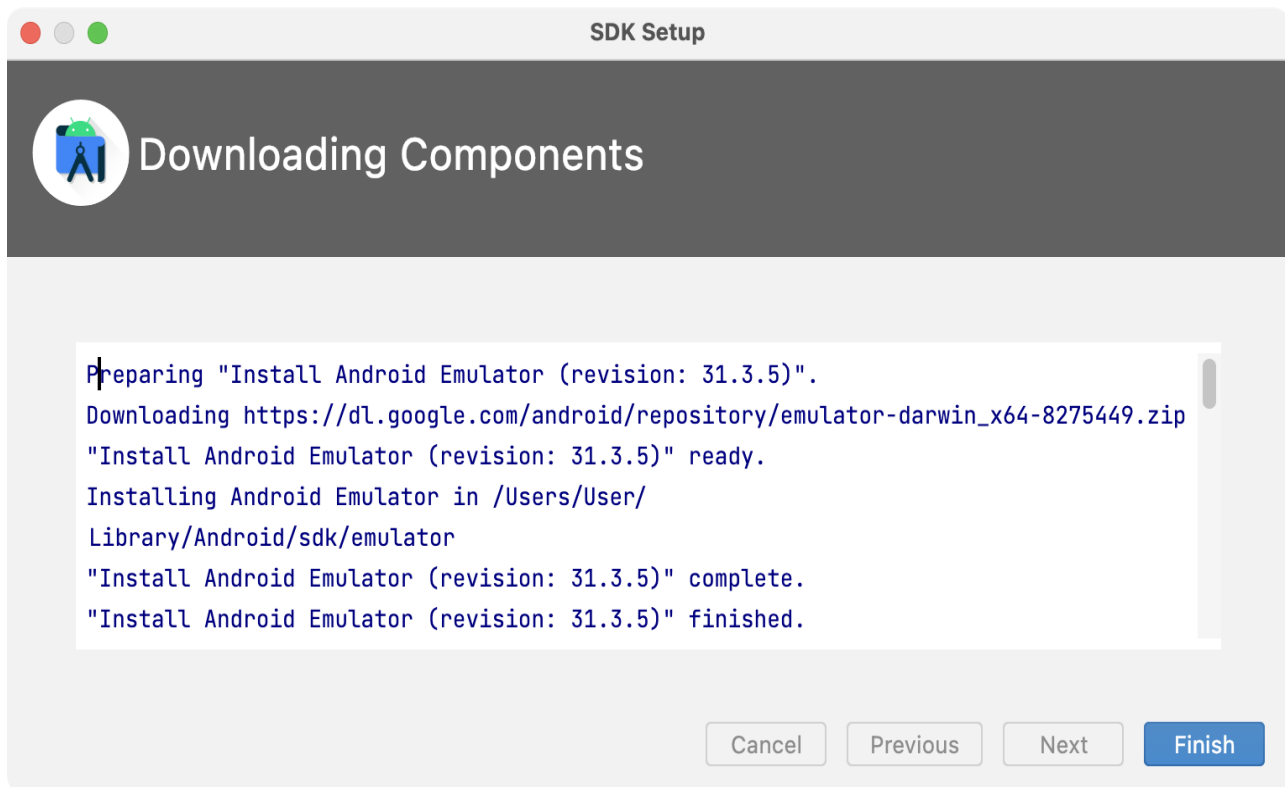 SDK Setup
Downloading Components
Preparing "Install Android Emulator (revision: 31.3.5)".
Downloading https://dl.google.com/android/repository/emulator-darwin_x64-8275449.zip
"Install Android Emulator (revision: 31.3.5)" ready.
Installing Android Emulator in /Users/User/
Library/Android/sdk/emulator
"Install Android Emulator (revision: 31.3.5)" complete.
"Install Android Emulator (revision: 31.3.5)" finished.
Cancel Previous Next Finish